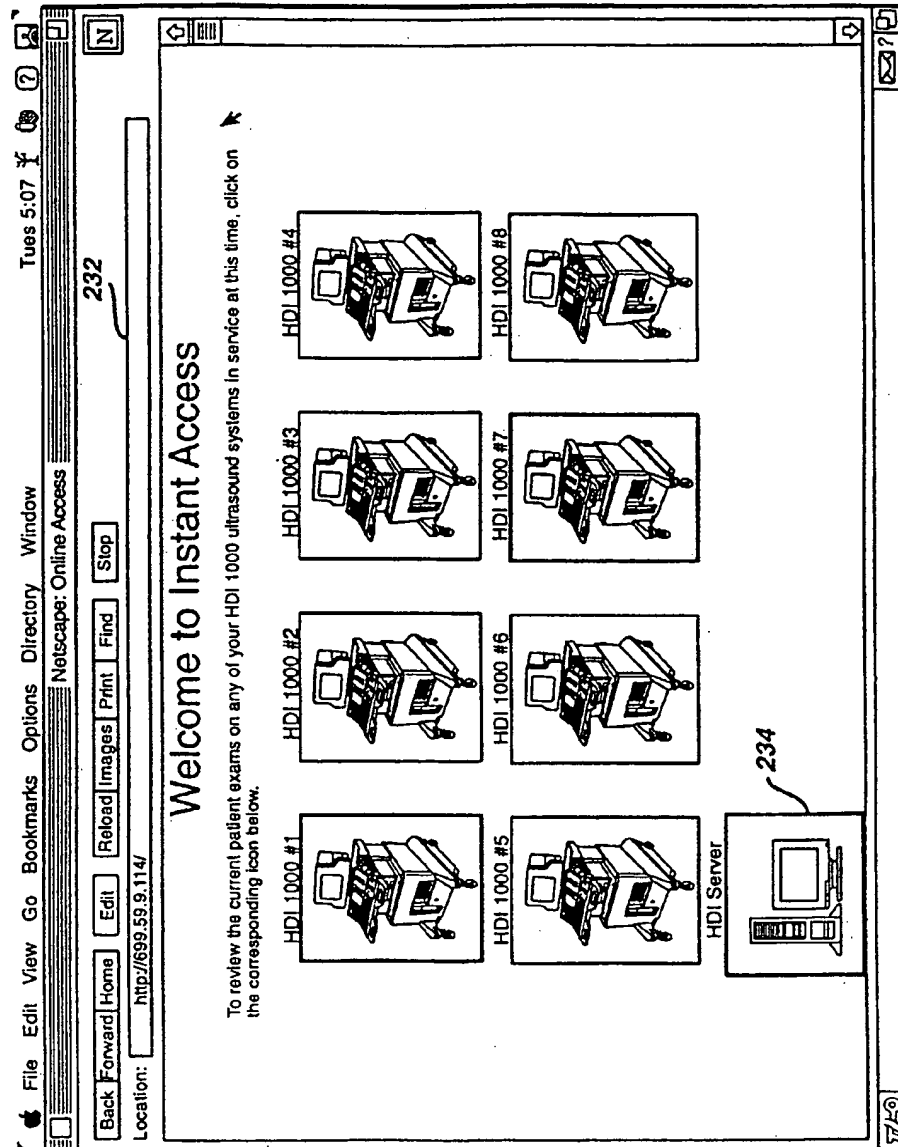 File Edit View Go Bookmarks Options Directory Window Tues 5:07 ?
Netscape: Online Access
Back Forward Home Edit Reload Images Print Find Stop
N
232
Location: http://699.59.9.114/
Welcome to Instant Access
To review the current patient exams on any of your HDI 1000 ultrasound systems in service at this time, click on
the corresponding icon below.
HDI 1000 #1 HDI 1000 #2 HDI 1000 #3 HDI 1000 #4
HDI 1000 #5 HDI 1000 #6 HDI 1000 #7 HDI 1000 #8
HDI Server
234
?